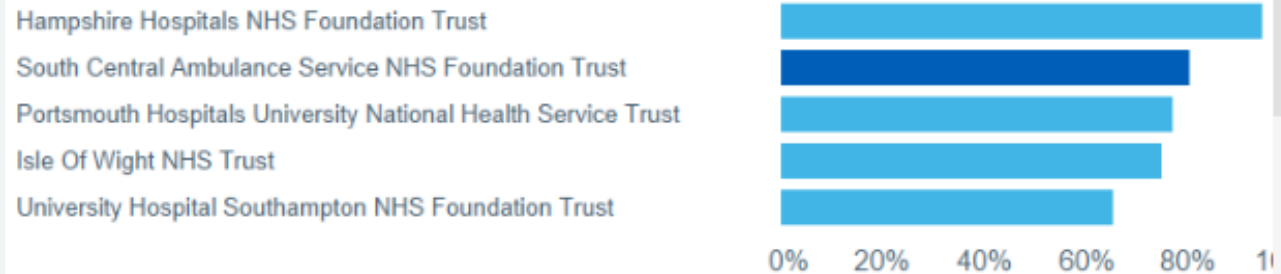 Hampshire Hospitals NHS Foundation Trust
South Central Ambulance Service NHS Foundation Trust
Portsmouth Hospitals University National Health Service Trust
Isle Of Wight NHS Trust
University Hospital Southampton NHS Foundation Trust
0% 20% 40% 60% 80%